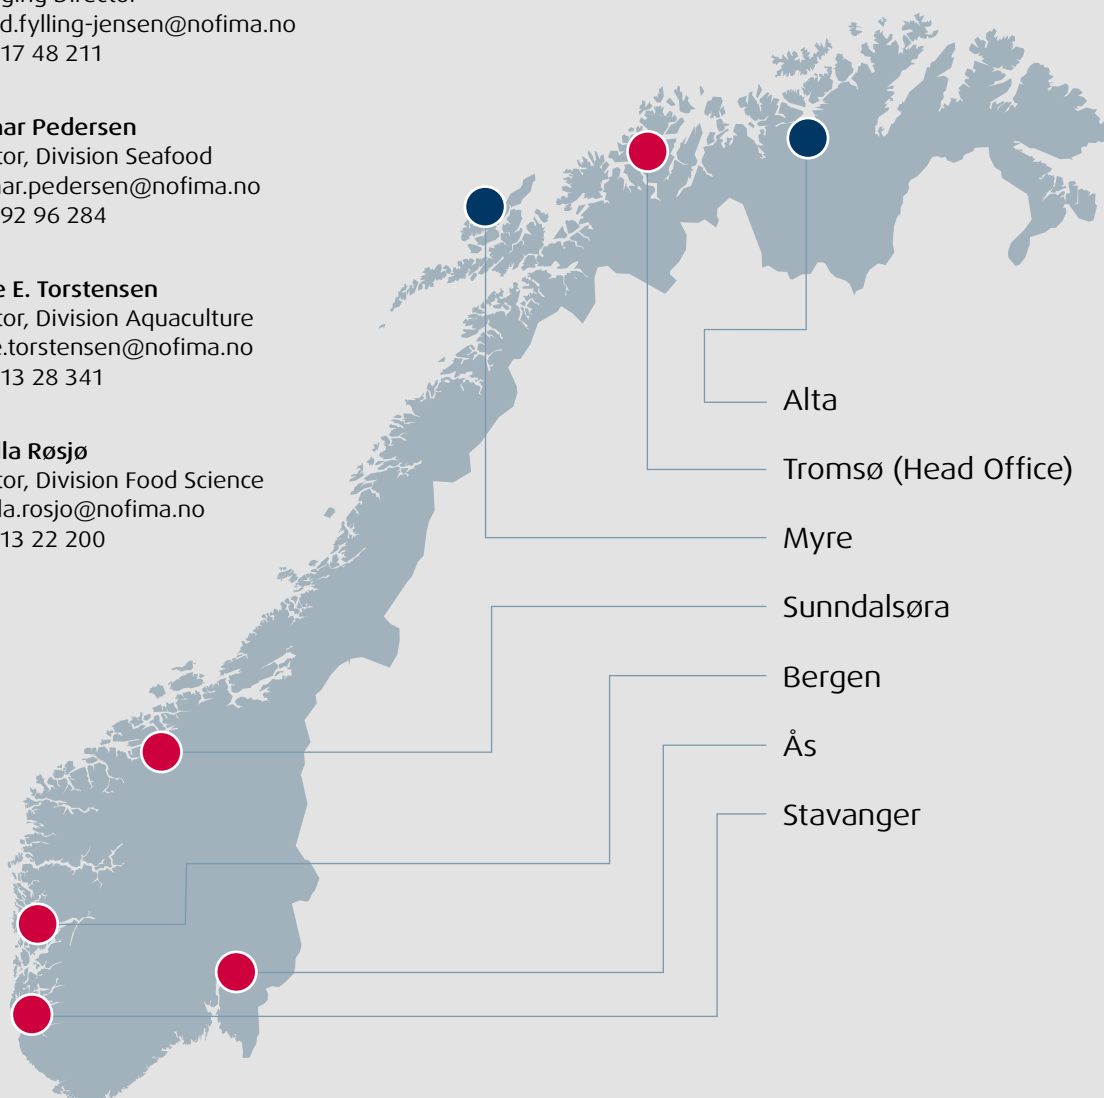 d.fylling-jensen@nofima.no
17 48 211
ar Pedersen
tor, Division Seafood
ar.pedersen@nofima.no
92 96 284
e E. Torstensen
tor, Division Aquaculture
e.torstensen@nofima.no
13 28 341
lla Røsjø
tor, Division Food Science
la.rosjo@nofima.no
13 22 200
Alta
Tromsø (Head Office)
Myre
Sunndalsøra
Bergen
Ås
Stavanger